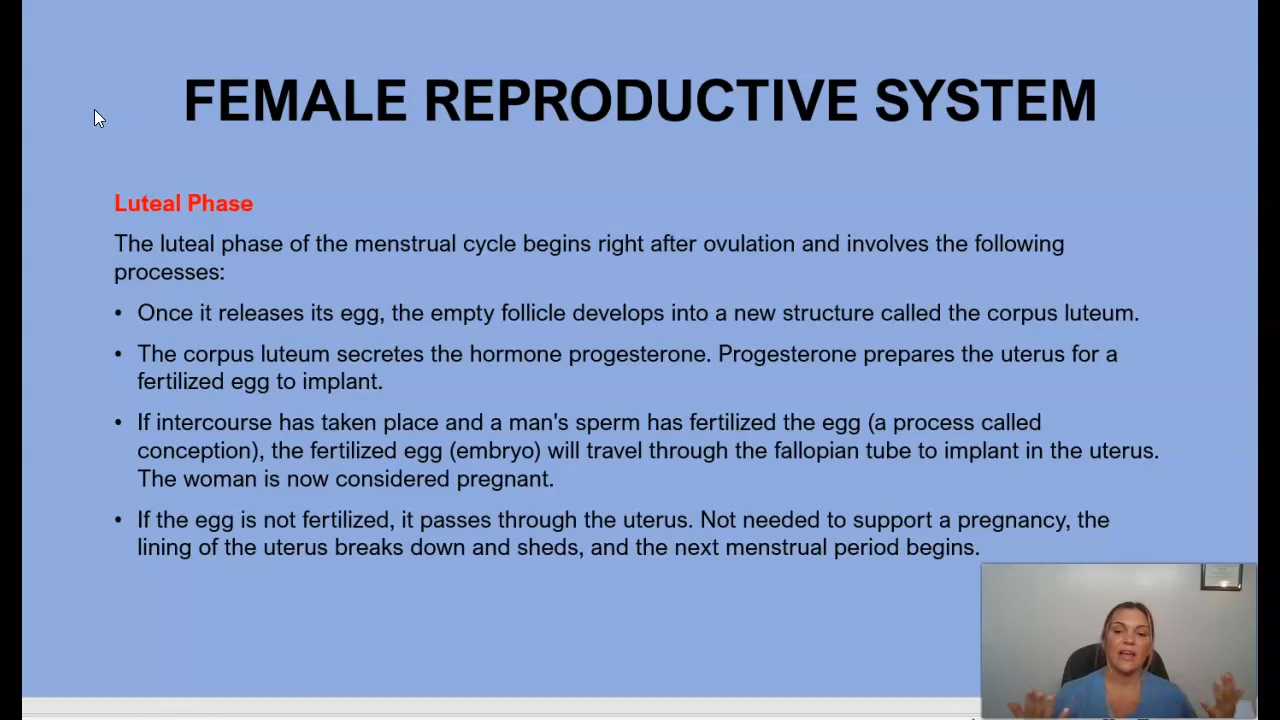 FEMALE REPRODUCTIVE SYSTEM
Luteal Phase
The luteal phase of the menstrual cycle begins right after ovulation and involves the following
processes:
• Once it releases its egg, the empty follicle develops into a new structure called the corpus luteum.
• The corpus luteum secretes the hormone progesterone. Progesterone prepares the uterus for a
fertilized egg to implant.
• If intercourse has taken place and a man's sperm has fertilized the egg (a process called
conception), the fertilized egg (embryo) will travel through the fallopian tube to implant in the uterus.
The woman is now considered pregnant.
• If the egg is not fertilized, it passes through the uterus. Not needed to support a pregnancy, the
lining of the uterus breaks down and sheds, and the next menstrual period begins.